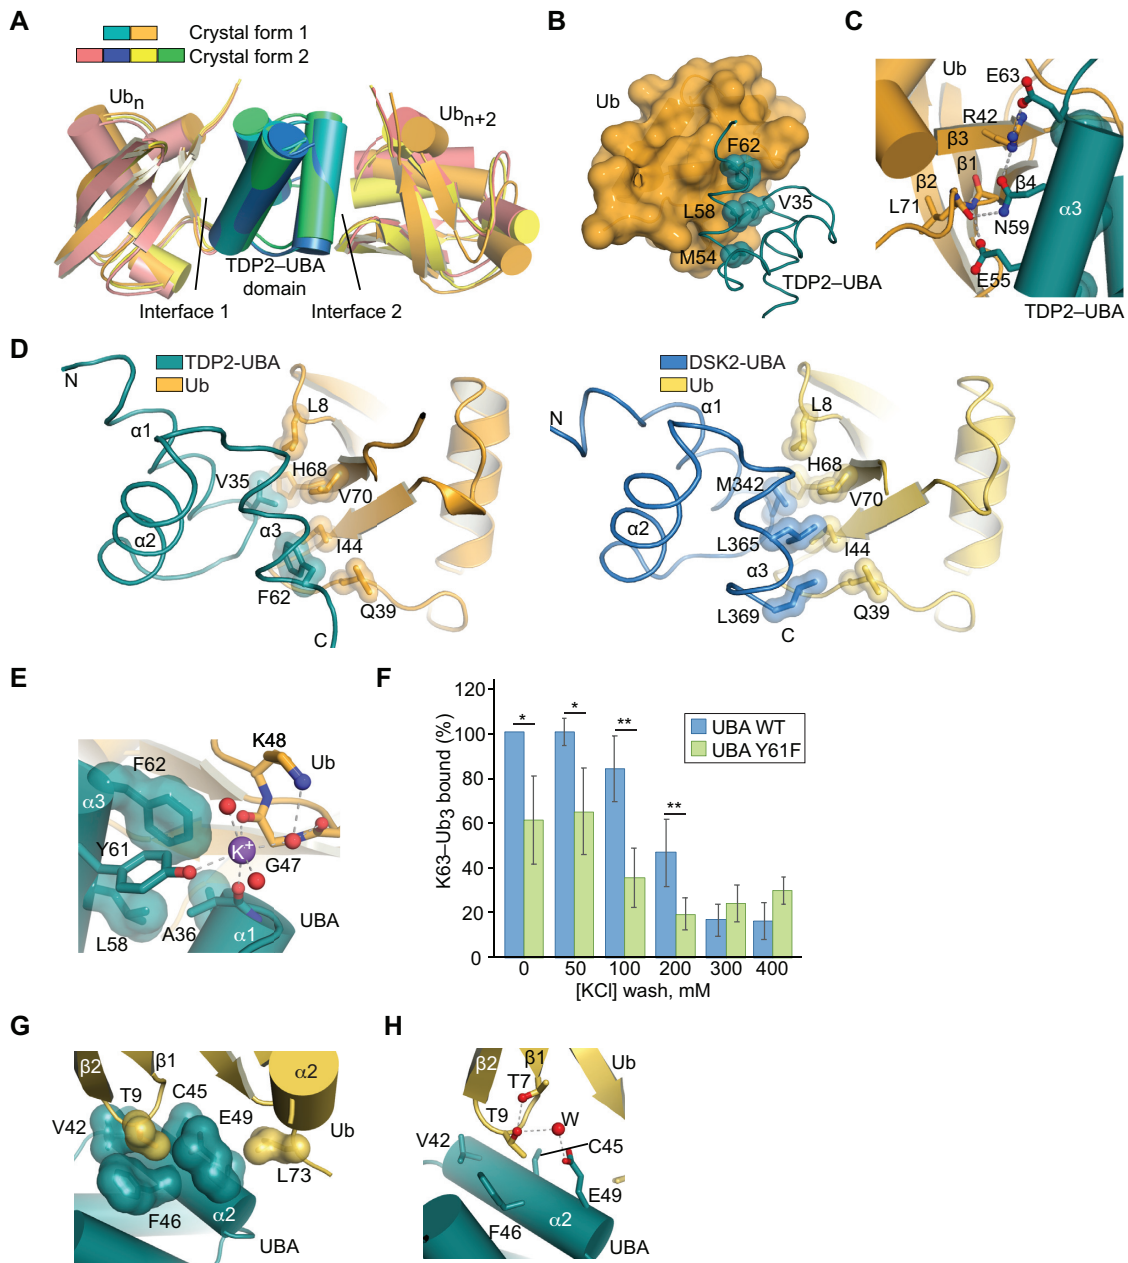 A
Crystal form 1
Crystal form 2
Ubn
Ubn+2
TDP2–UBA
domain
Interface 1
Interface 2
B
Ub
F62
L58
V35
M54
TDP2–UBA
C
Ub
E63
R42
β3
β1
β2
β4
L71
α3
N59
E55
TDP2–UBA
D
TDP2-UBA
Ub
N
α1
L8
H68
V35
V70
α3
α2
I44
F62
Q39
C
DSK2-UBA
Ub
N
α1
L8
H68
M342
V70
α2
L365
I44
α3
L369
Q39
C
E
K48
Ub
F62
α3
Y61
K+
G47
L58
A36
α1
UBA
F
K63–Ub3 bound (%)
120
100
80
60
40
20
0
*
*
**
**
UBA WT
UBA Y61F
0 50 100 200 300 400
[KCl] wash, mM
G
β2
β1
α2
T9
C45
E49
V42
Ub
L73
F46
α2
UBA
H
β2
β1
Ub
T7
T9
W
V42
C45
E49
F46
α2
UBA